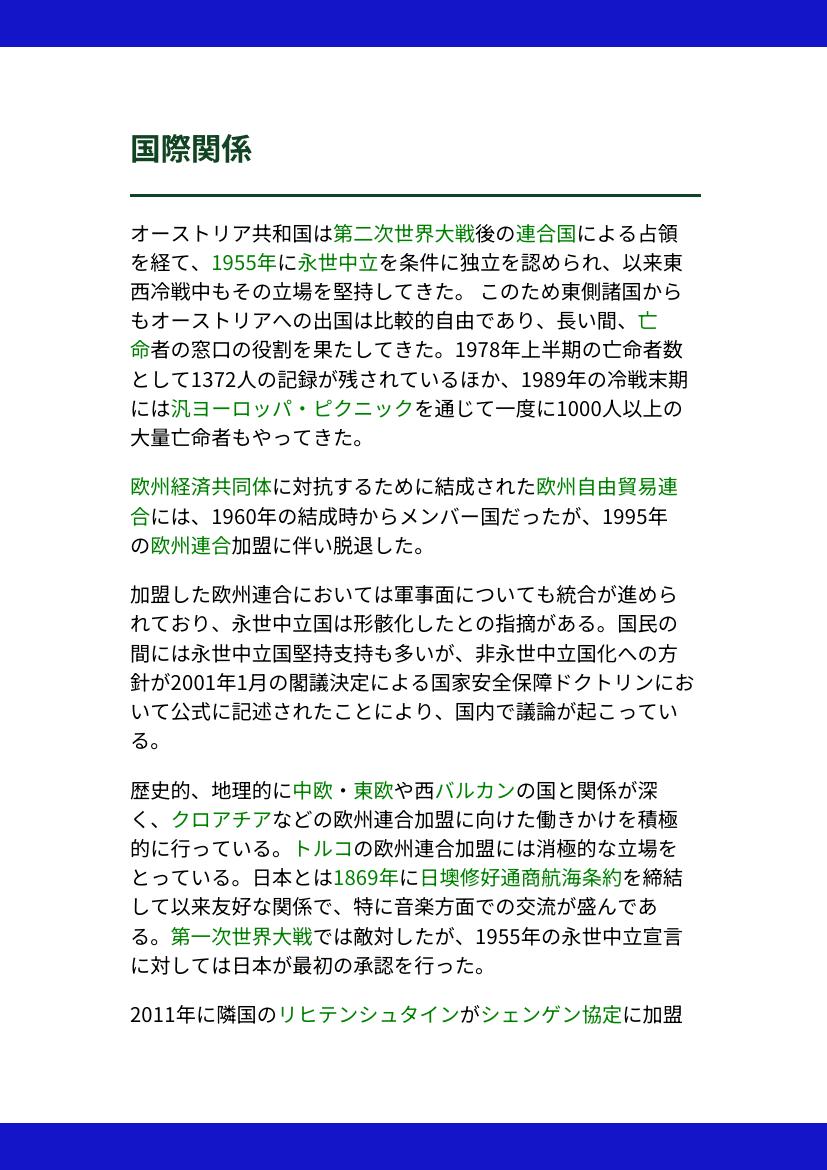 国際関係
オーストリア共和国は第二次世界大戦後の連合国による占領
を経て、1955年に永世中立を条件に独立を認められ、以来東
西冷戦中もその立場を堅持してきた。 このため東側諸国から
もオーストリアへの出国は比較的自由であり、長い間、亡
命者の窓口の役割を果たしてきた。1978年上半期の亡命者数
として1372人の記録が残されているほか、1989年の冷戦末期
には汎ヨーロッパ・ピクニックを通じて一度に1000人以上の
大量亡命者もやってきた。
欧州経済共同体に対抗するために結成された欧州自由貿易連
合には、1960年の結成時からメンバー国だったが、1995年
の欧州連合加盟に伴い脱退した。
加盟した欧州連合においては軍事面についても統合が進めら
れており、永世中立国は形骸化したとの指摘がある。国民の
間には永世中立国堅持支持も多いが、非永世中立国化への方
針が2001年1月の閣議決定による国家安全保障ドクトリンにお
いて公式に記述されたことにより、国内で議論が起こってい
る。
歴史的、地理的に中欧・東欧や西バルカンの国と関係が深
く、クロアチアなどの欧州連合加盟に向けた働きかけを積極
的に行っている。トルコの欧州連合加盟には消極的な立場を
とっている。日本とは1869年に日墺修好通商航海条約を締結
して以来友好な関係で、特に音楽方面での交流が盛んであ
る。第一次世界大戦では敵対したが、1955年の永世中立宣言
に対しては日本が最初の承認を行った。
2011年に隣国のリヒテンシュタインがシェンゲン協定に加盟